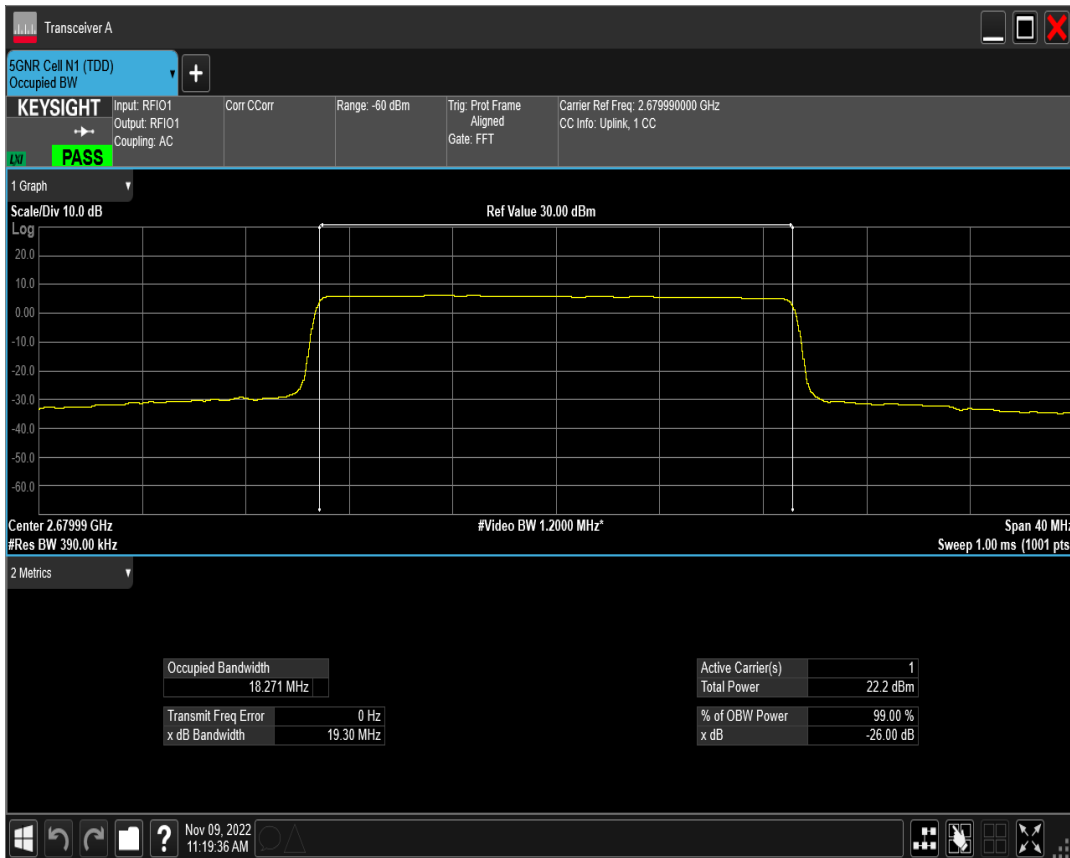 Transceiver A
5GNR Cell N1 (TDD)
Occupied BW
+
KEYSIGHT
LXI
PASS
Input: RFIO1
Output: RFIO1
Coupling: AC
Corr CCorr
Range: -60 dBm
Trig: Prot Frame
Aligned
Gate: FFT
Carrier Ref Freq: 2.679990000 GHz
CC Info: Uplink, 1 CC
1 Graph
Scale/Div 10.0 dB
Ref Value 30.00 dBm
Log
20.0
10.0
0.00
-10.0
-20.0
-30.0
-40.0
-50.0
-60.0
Center 2.67999 GHz
#Video BW 1.2000 MHz*
Span 40 MHz
#Res BW 390.00 kHz
Sweep 1.00 ms (1001 pts
2 Metrics
Occupied Bandwidth
18.271 MHz
Transmit Freq Error 0 Hz
x dB Bandwidth 19.30 MHz
Active Carrier(s) 1
Total Power 22.2 dBm
% of OBW Power 99.00 %
x dB -26.00 dB
?
Nov 09, 2022
11:19:36 AM